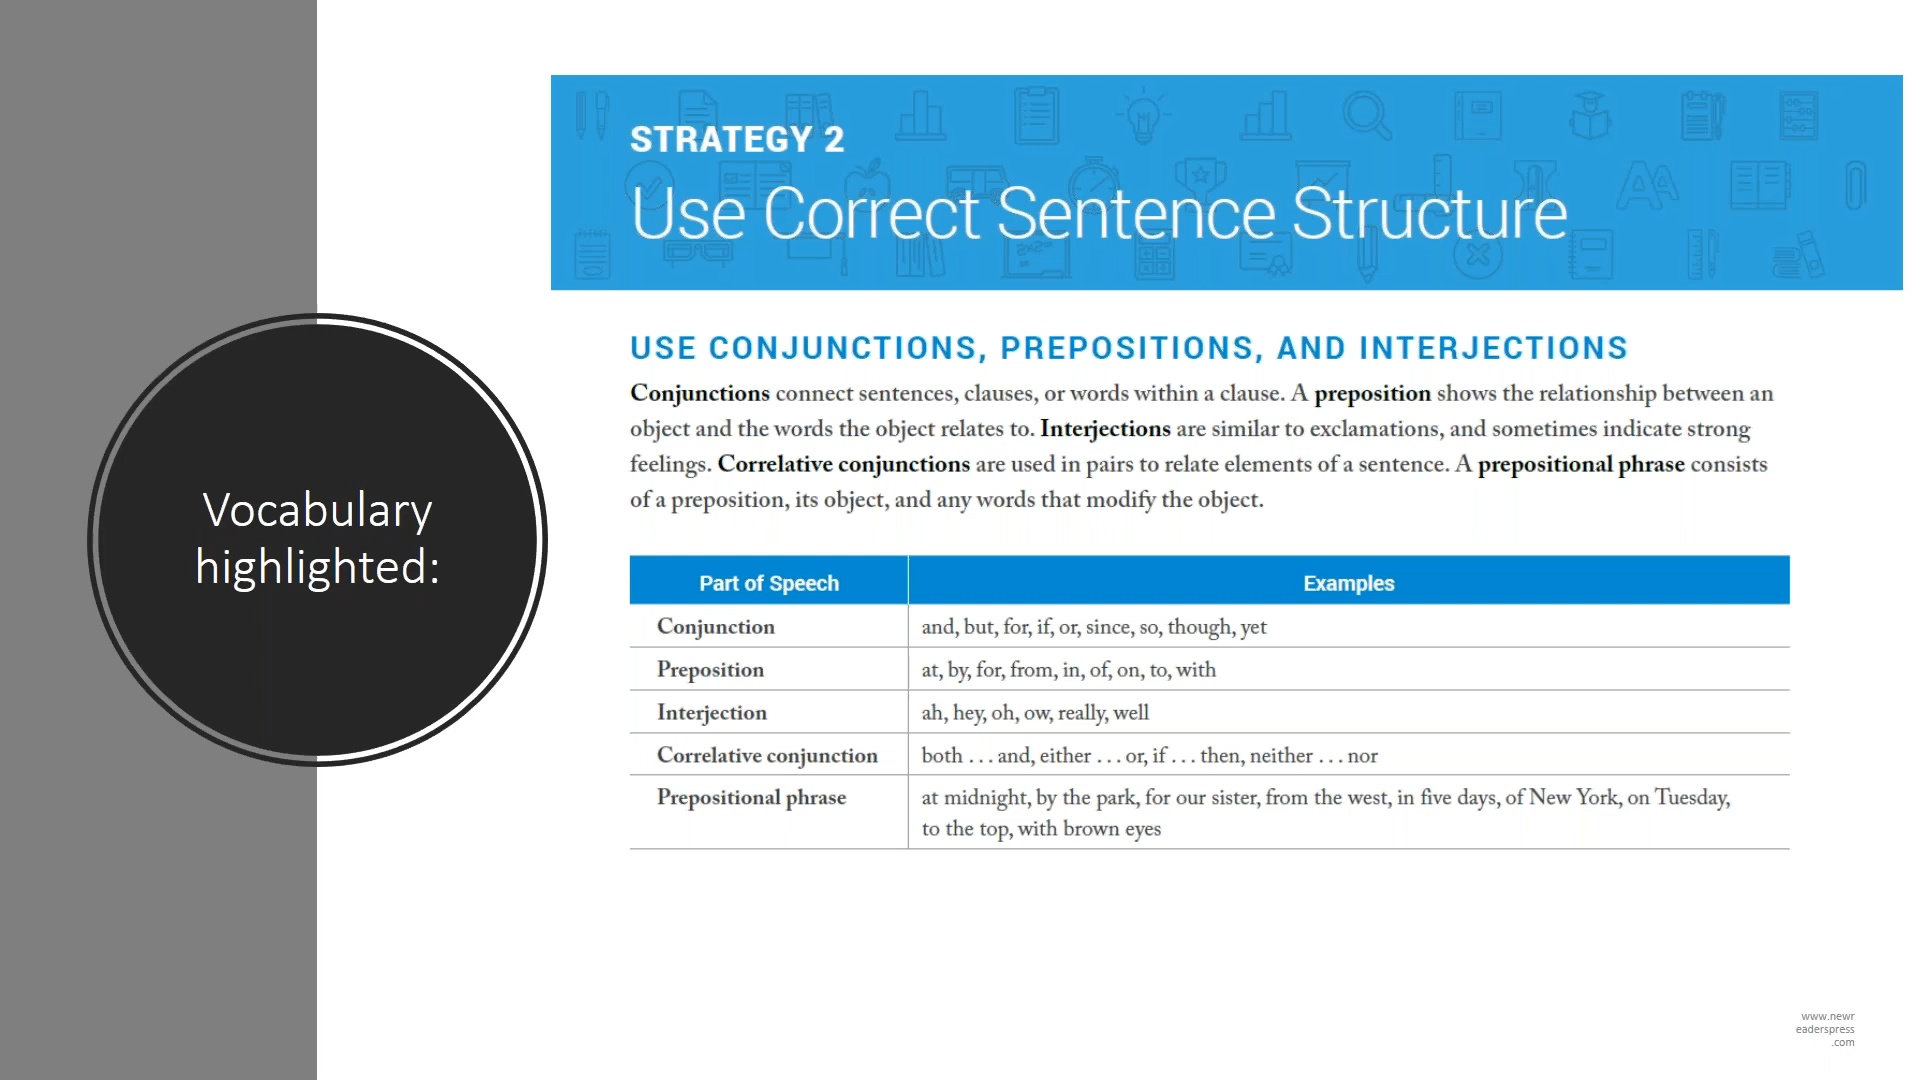 Vocabulary
highlighted:
STRATEGY 2
Use Correct Sentence Structure
USE CONJUNCTIONS, PREPOSITIONS, AND INTERJECTIONS
Conjunctions connect sentences, clauses, or words within a clause. A preposition shows the relationship between an
object and the words the object relates to. Interjections are similar to exclamations, and sometimes indicate strong
feelings. Correlative conjunctions are used in pairs to relate elements of a sentence. A prepositional phrase consists
of a preposition, its object, and any words that modify the object.
Part of Speech Examples
Conjunction and, but, for, if, or, since, so, though, yet
Preposition at, by, for, from, in, of, on, to, with
Interjection ah, hey, oh, ow, really, well
Correlative conjunction both . . . and, either . . . or, if . . . then, neither . . . nor
Prepositional phrase at midnight, by the park, for our sister, from the west, in five days, of New York, on Tuesday,
to the top, with brown eyes
www.newr
eaderspress
.com